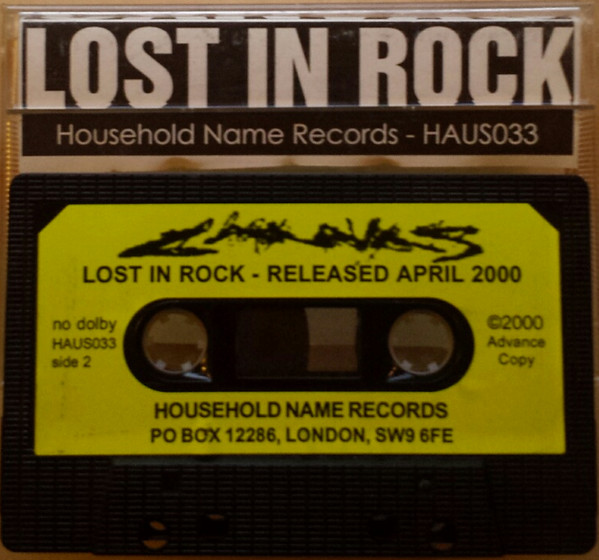 LOST IN ROCK
Household Name Records - HAUS033
LOST IN ROCK - RELEASED APRIL 2000
no dolby
HAUS033
side 2
©2000
Advance
Copy
HOUSEHOLD NAME RECORDS
PO BOX 12286, LONDON, SW9 6FE